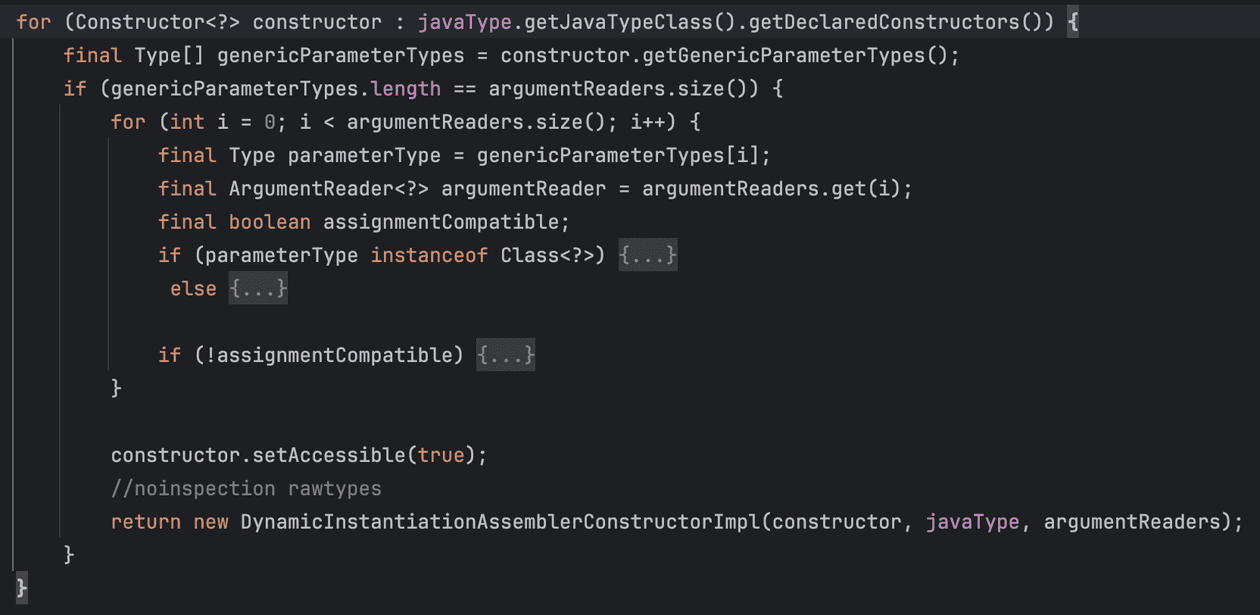 for (Constructor<?> constructor : javaType.getJavaTypeClass().getDeclaredConstructors()) {
    final Type[] genericParameterTypes = constructor.getGenericParameterTypes();
    if (genericParameterTypes.length == argumentReaders.size()) {
        for (int i = 0; i < argumentReaders.size(); i++) {
            final Type parameterType = genericParameterTypes[i];
            final ArgumentReader<?> argumentReader = argumentReaders.get(i);
            final boolean assignmentCompatible;
            if (parameterType instanceof Class<?>) {...}
             else {...}
            if (!assignmentCompatible) {...}
        }
        constructor.setAccessible(true);
        //noinspection rawtypes
        return new DynamicInstantiationAssemblerConstructorImpl(constructor, javaType, argumentReaders);
    }
}